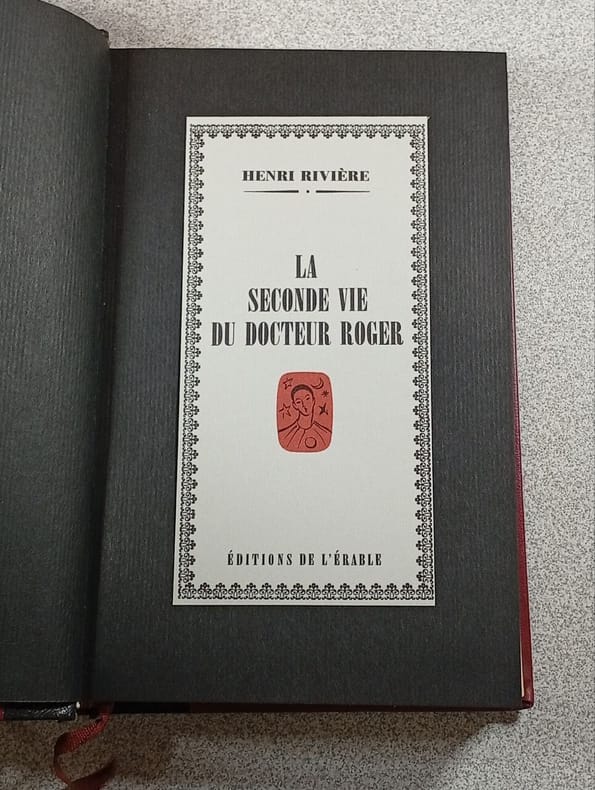 HENRI RIVIÈRE
LA
SECONDE VIE
DU DOCTEUR ROGER
ÉDITIONS DE L'ÉRABLE